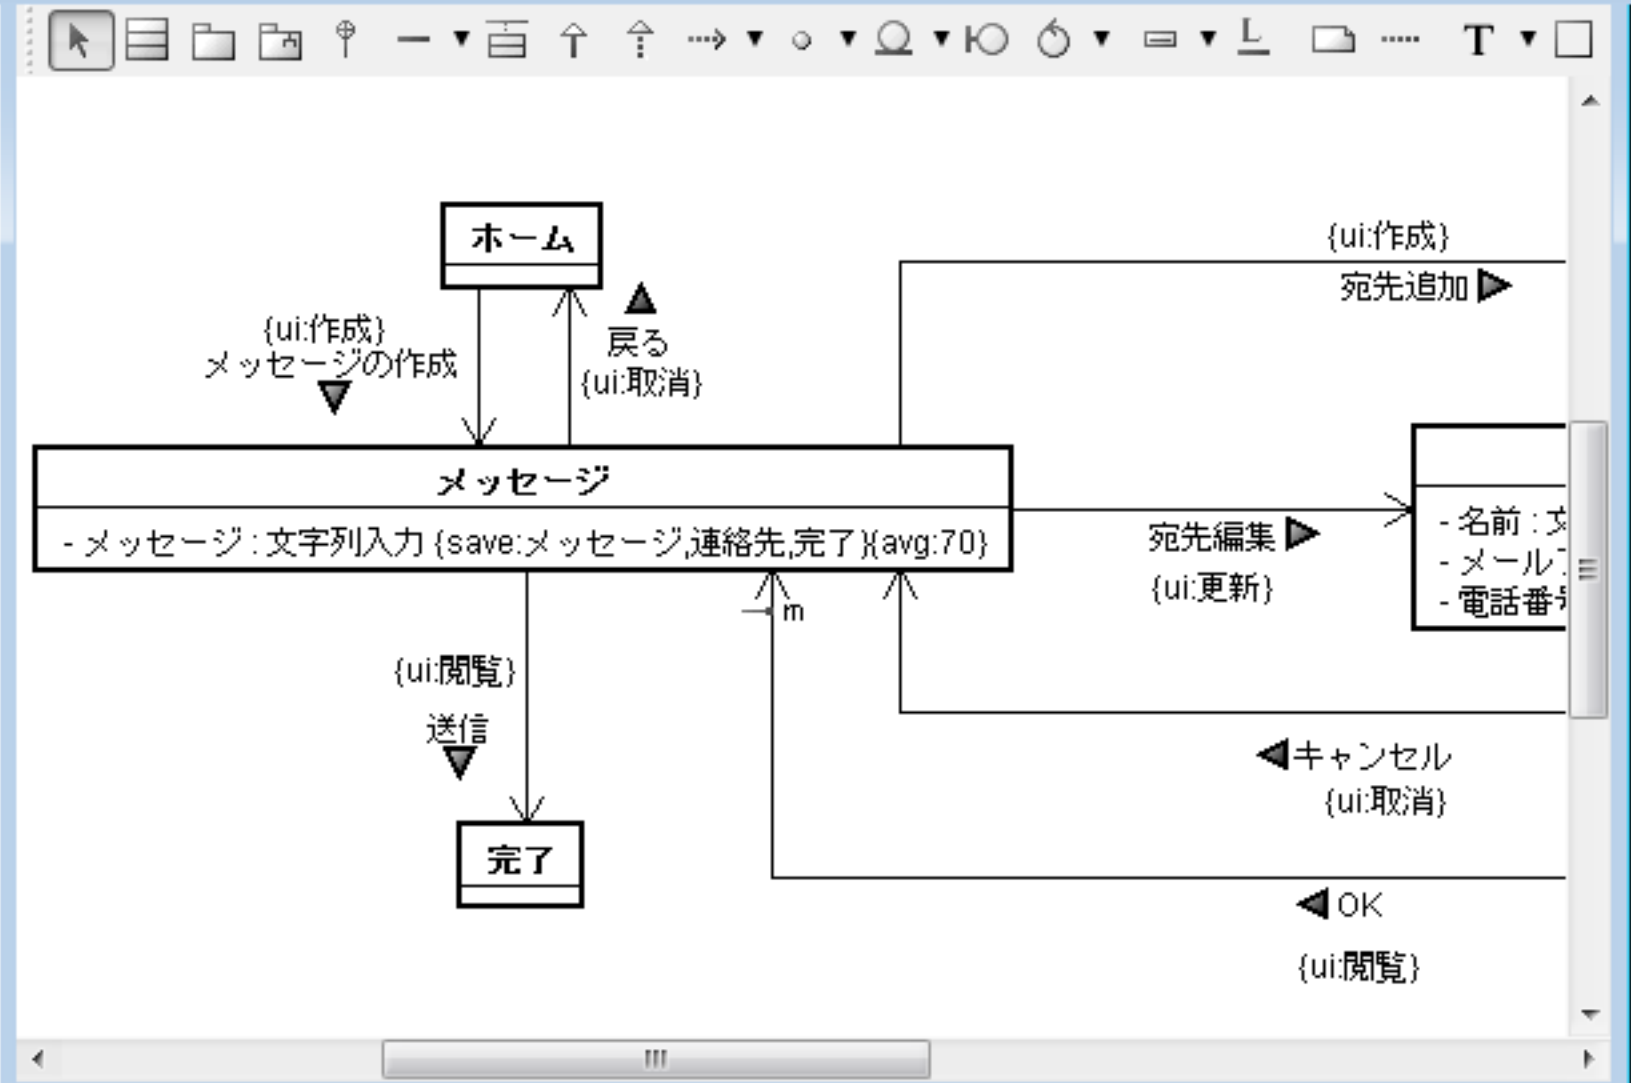 T
ホーム
{ui:作成}
宛先追加
{ui:作成}
メッセージの作成
戻る
{ui:取消}
メッセージ
- メッセージ : 文字列入力 {save:メッセージ,連絡先,完了}{avg:70}
宛先編集
{ui:更新}
- 名前 : 文
- メール
- 電話番号
m
{ui:閲覧}
送信
キャンセル
{ui:取消}
完了
OK
{ui:閲覧}